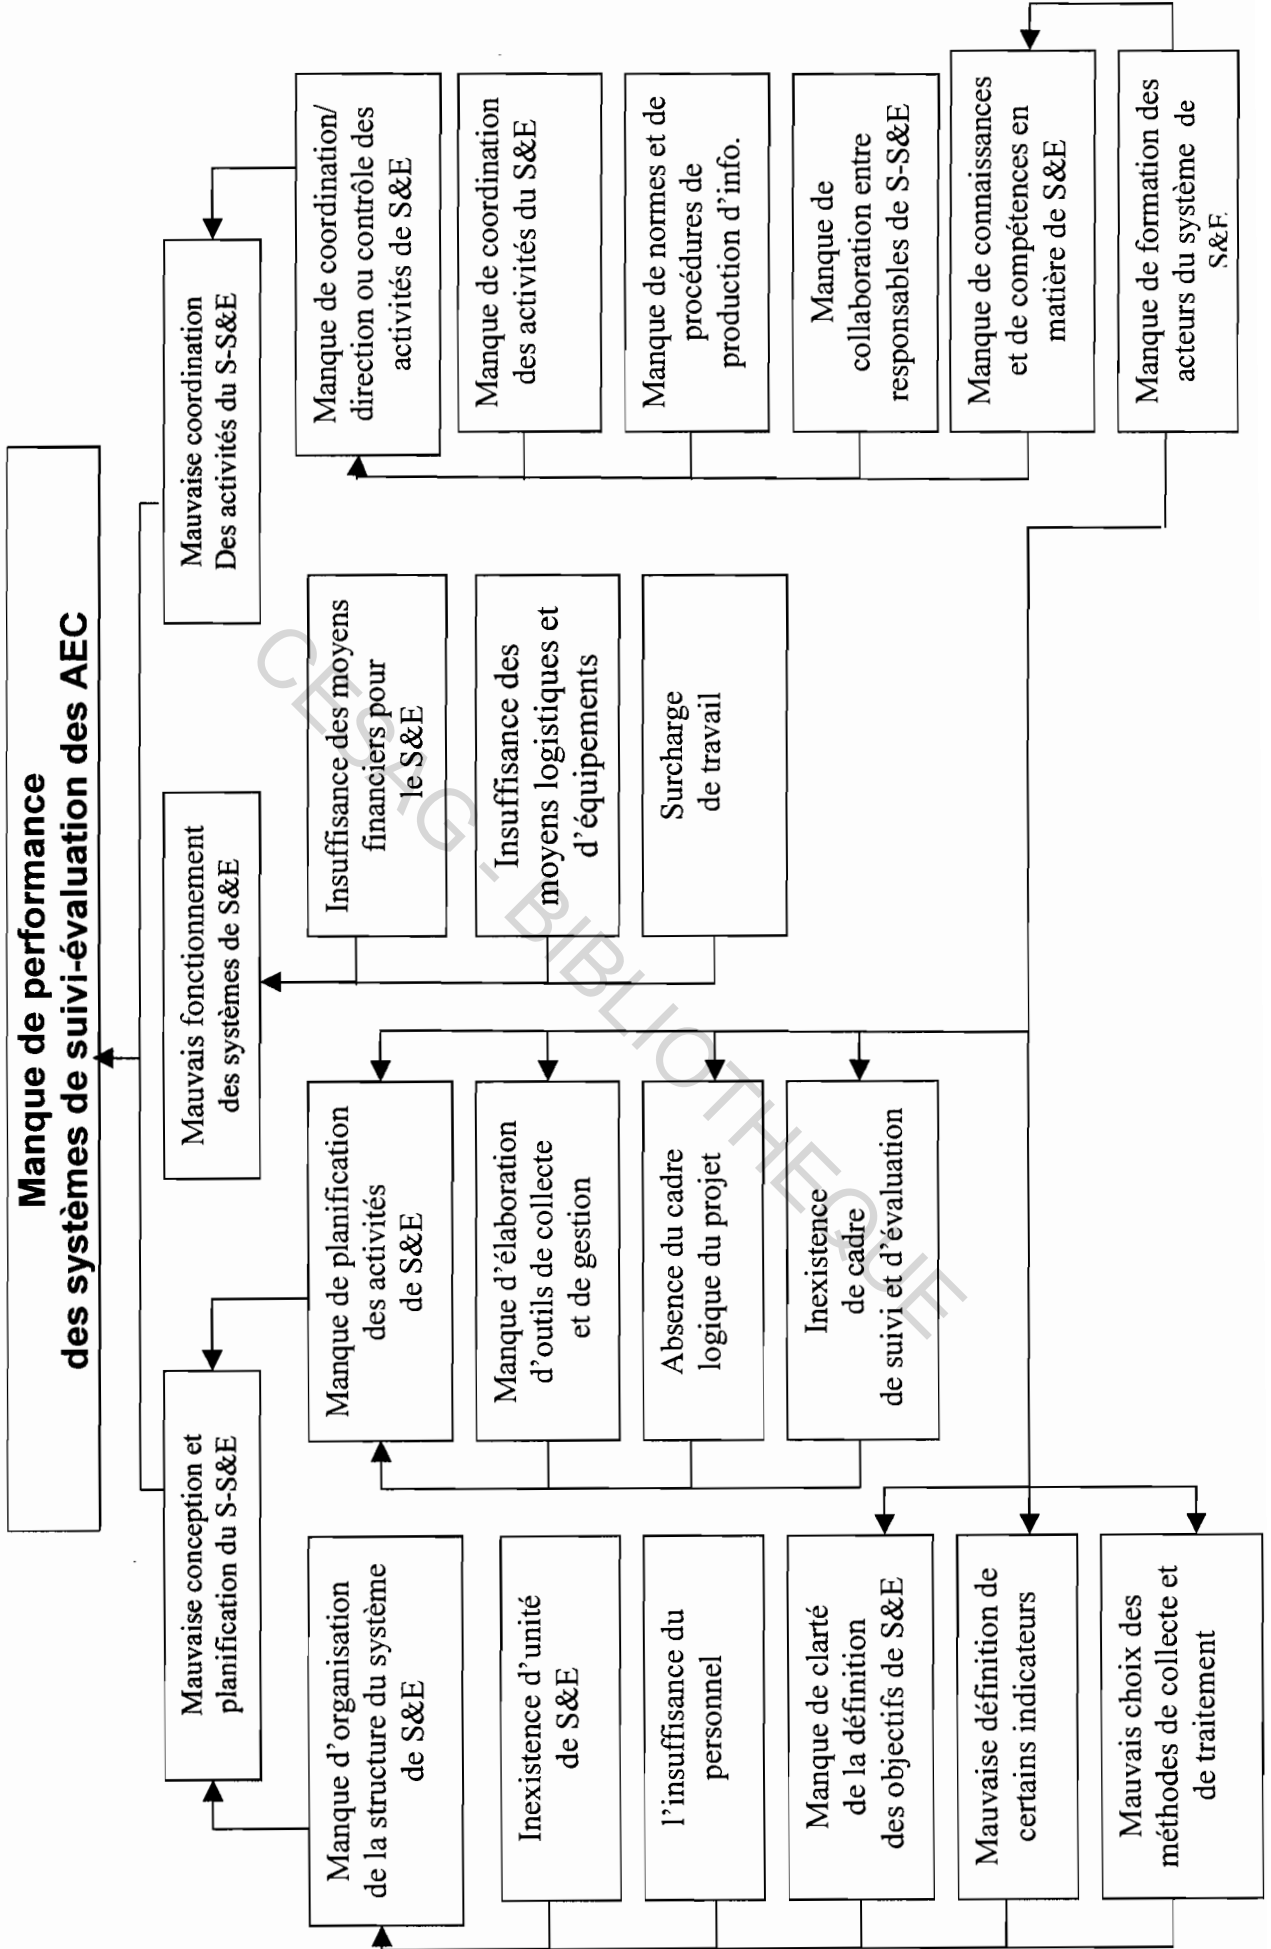 Manque de performance
des systèmes de suivi-évaluation des AEC
Mauvaise conception et
planification du S-S&E
Mauvais fonctionnement
des systèmes de S&E
Mauvaise coordination
Des activités du S-S&E
Manque d'organisation
de la structure du système
de S&E
Inexistence d'unité
de S&E
l'insuffisance du
personnel
Manque de clarté
de la définition
des objectifs de S&E
Mauvaise définition de
certains indicateurs
Mauvais choix des
méthodes de collecte et
de traitement
Manque de planification
des activités
de S&E
Manque d'élaboration
d'outils de collecte
et de gestion
Absence du cadre
logique du projet
Inexistence
de cadre
de suivi et d'évaluation
Insuffisance des moyens
financiers pour
le S&E
Insuffisance des
moyens logistiques et
d'équipements
Surcharge
de travail
Manque de coordination/
direction ou contrôle des
activités de S&E
Manque de coordination
des activités du S&E
Manque de normes et de
procédures de
production d'info.
Manque de
collaboration entre
responsables de S-S&E
Manque de connaissances
et de compétences en
matière de S&E
Manque de formation des
acteurs du système de
S&E.
CESAG - BIBLIOTHEQUE